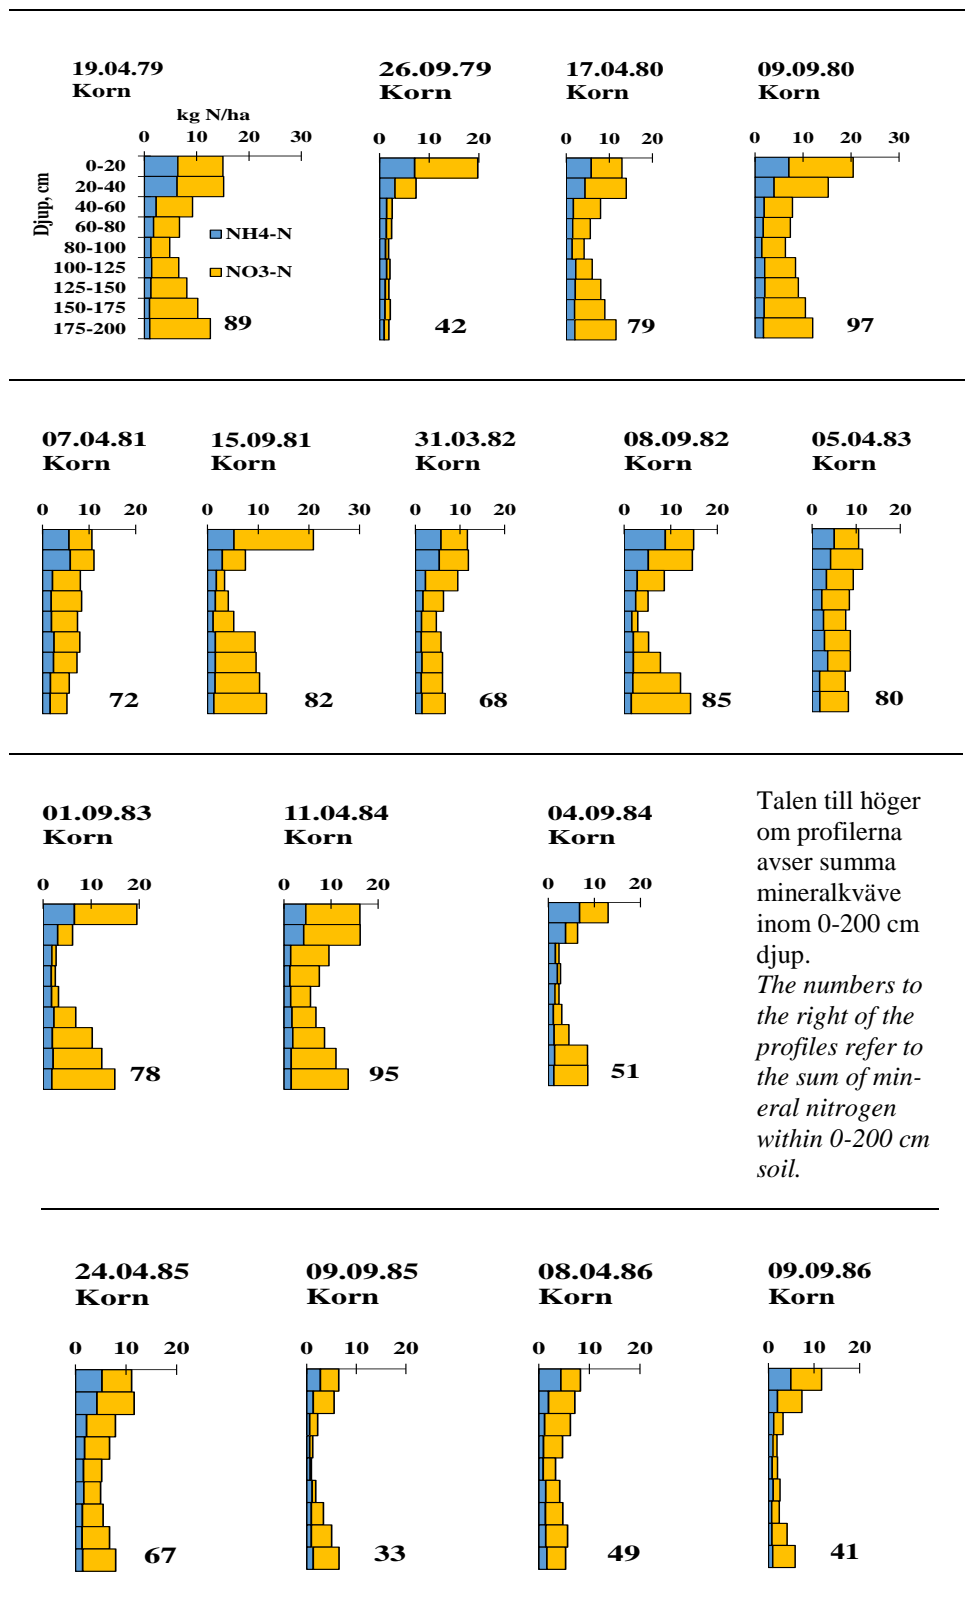 19.04.79 26.09.79 17.04.80 09.09.80
Korn Korn Korn Korn
kg N/ha
0 10 20 30 0 10 20 0 10 20 0 10 20 30
Djup, cm
0-20
20-40
40-60
60-80
80-100
100-125
125-150
150-175
175-200
NH4-N
NO3-N
89 42 79 97
07.04.81 15.09.81 31.03.82 08.09.82 05.04.83
Korn Korn Korn Korn Korn
0 10 20 0 10 20 30 0 10 20 0 10 20 0 10 20
72 82 68 85 80
01.09.83 11.04.84 04.09.84
Korn Korn Korn
0 10 20 0 10 20 0 10 20
78 95 51
Talen till höger
om profilerna
avser summa
mineralkväve
inom 0-200 cm
djup.
The numbers to
the right of the
profiles refer to
the sum of min-
eral nitrogen
within 0-200 cm
soil.
24.04.85 09.09.85 08.04.86 09.09.86
Korn Korn Korn Korn
0 10 20 0 10 20 0 10 20 0 10 20
67 33 49 41